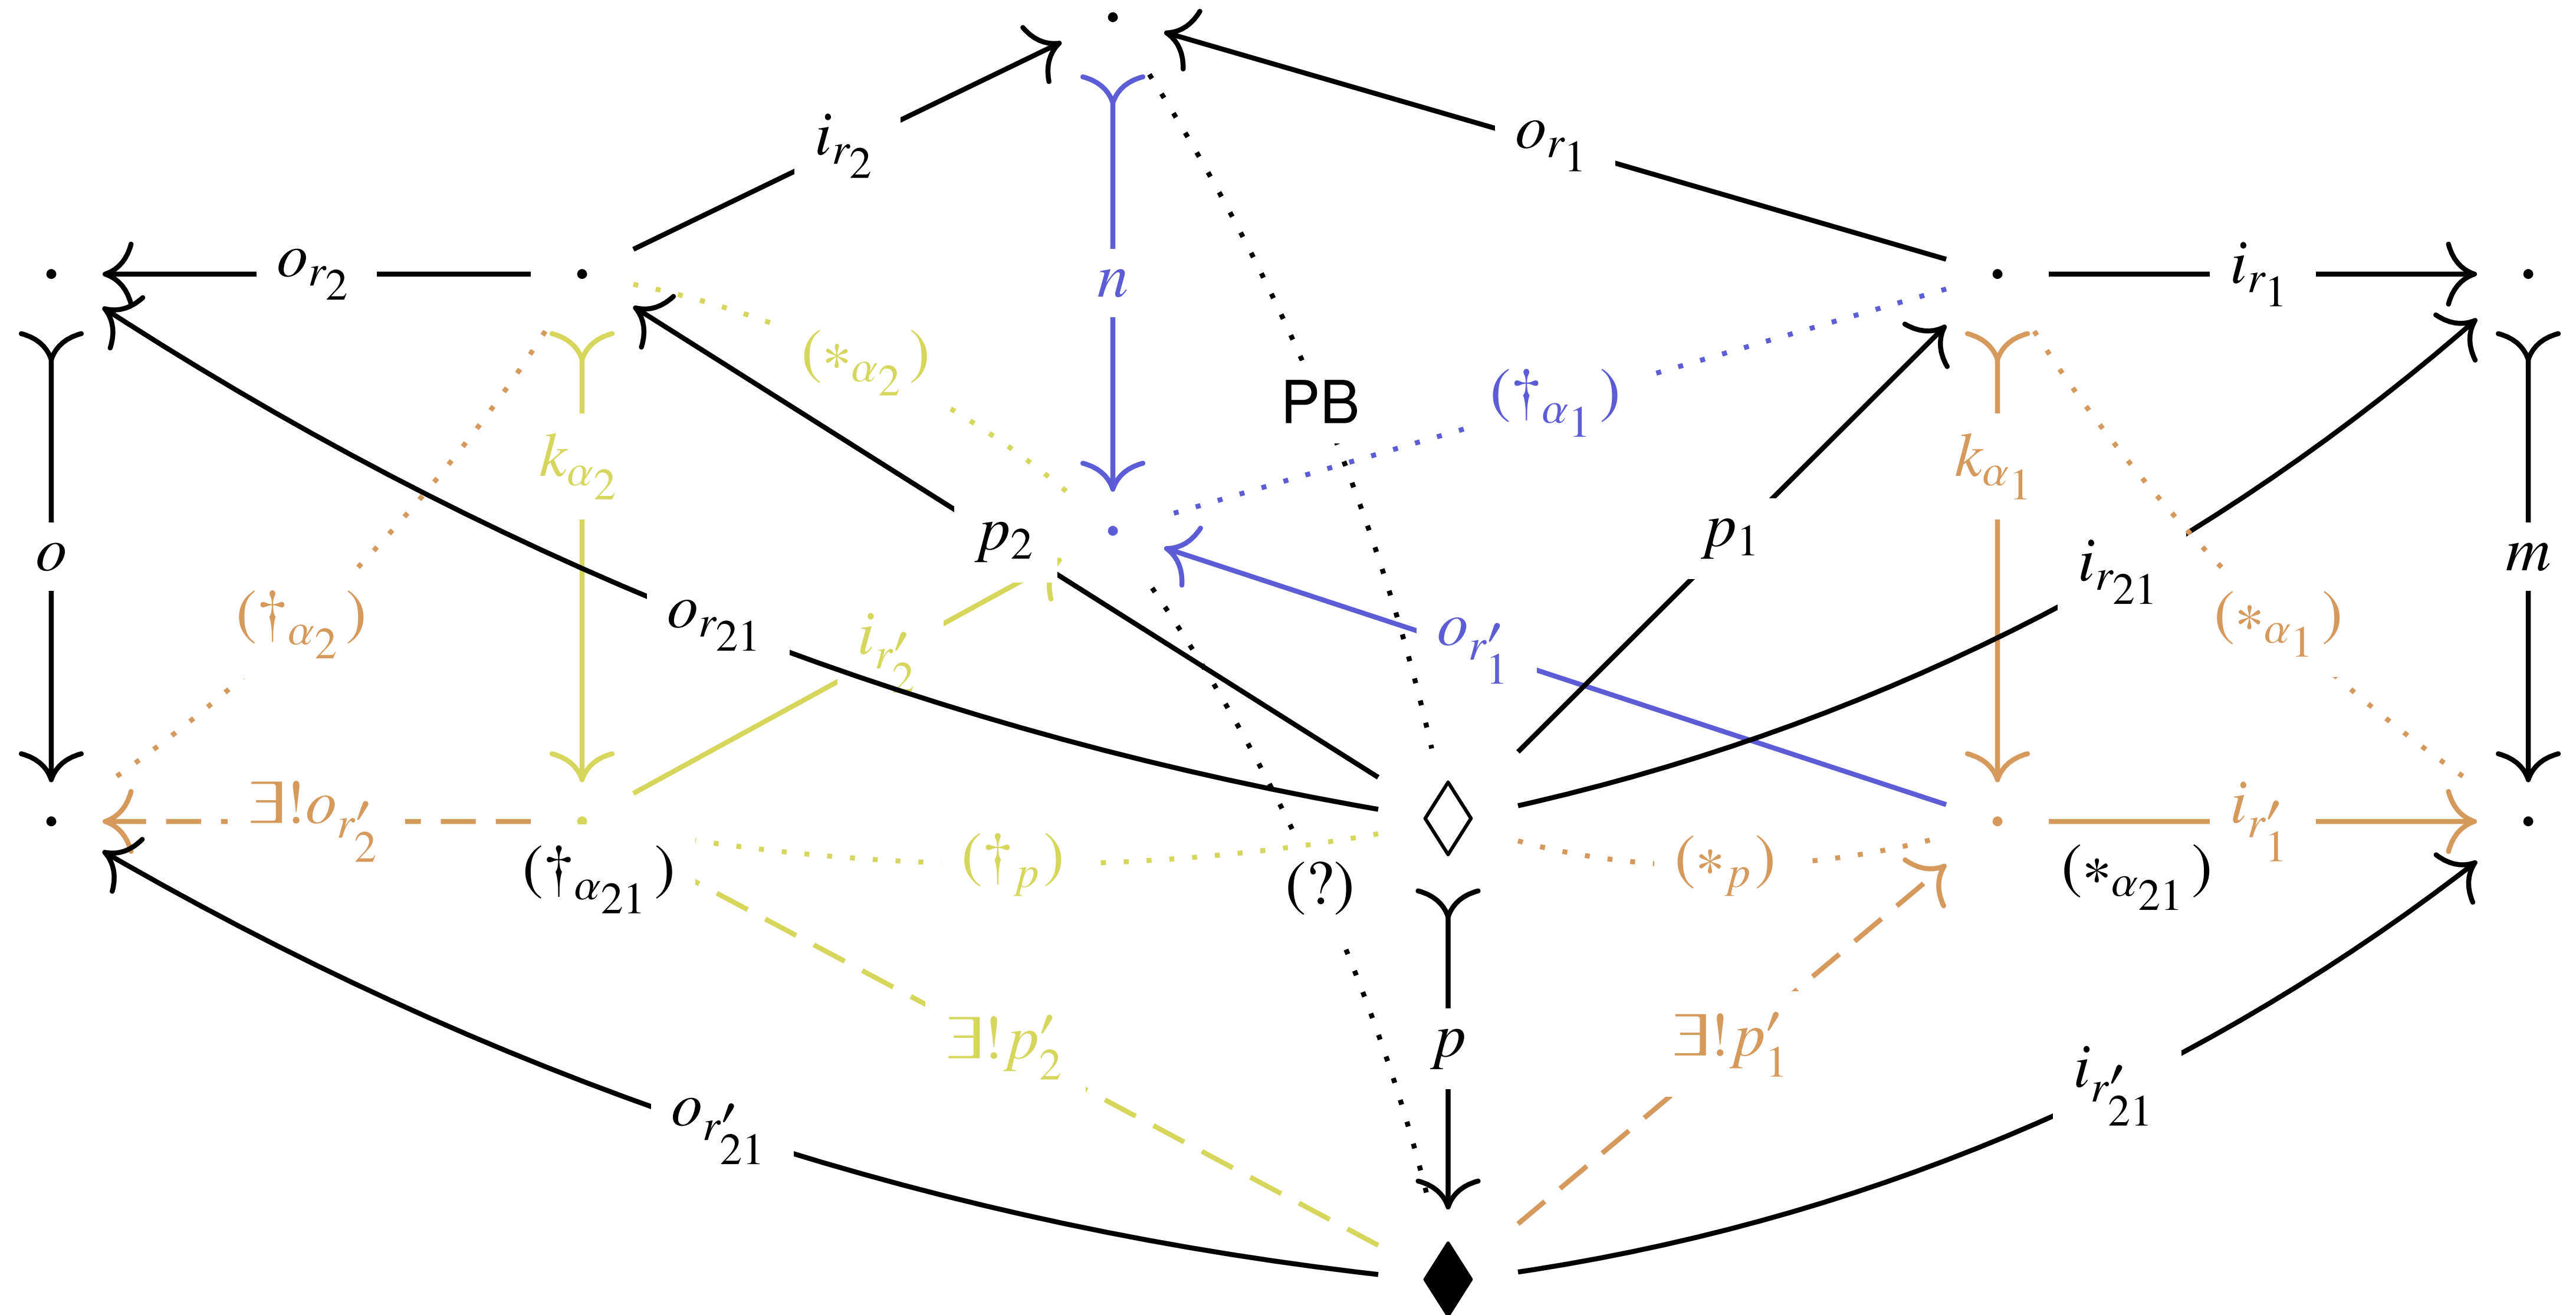 i_{r_2}
o_{r_1}
o_{r_2}
n
i_{r_1}
(*_{α_2})
PB
(†_{α_1})
k_{α_2}
k_{α_1}
o
p_2
p_1
i_{r_{21}}
m
(†_{α_2})
o_{r_{21}}
i_{r'_2}
o_{r'_1}
(*_{α_1})
∃!o_{r'_2}
i_{r'_1}
(†_{α_{21}})
(†_p)
(?)
(*_p)
(*_{α_{21}})
∃!p'_2
p
∃!p'_1
o_{r'_{21}}
i_{r'_{21}}